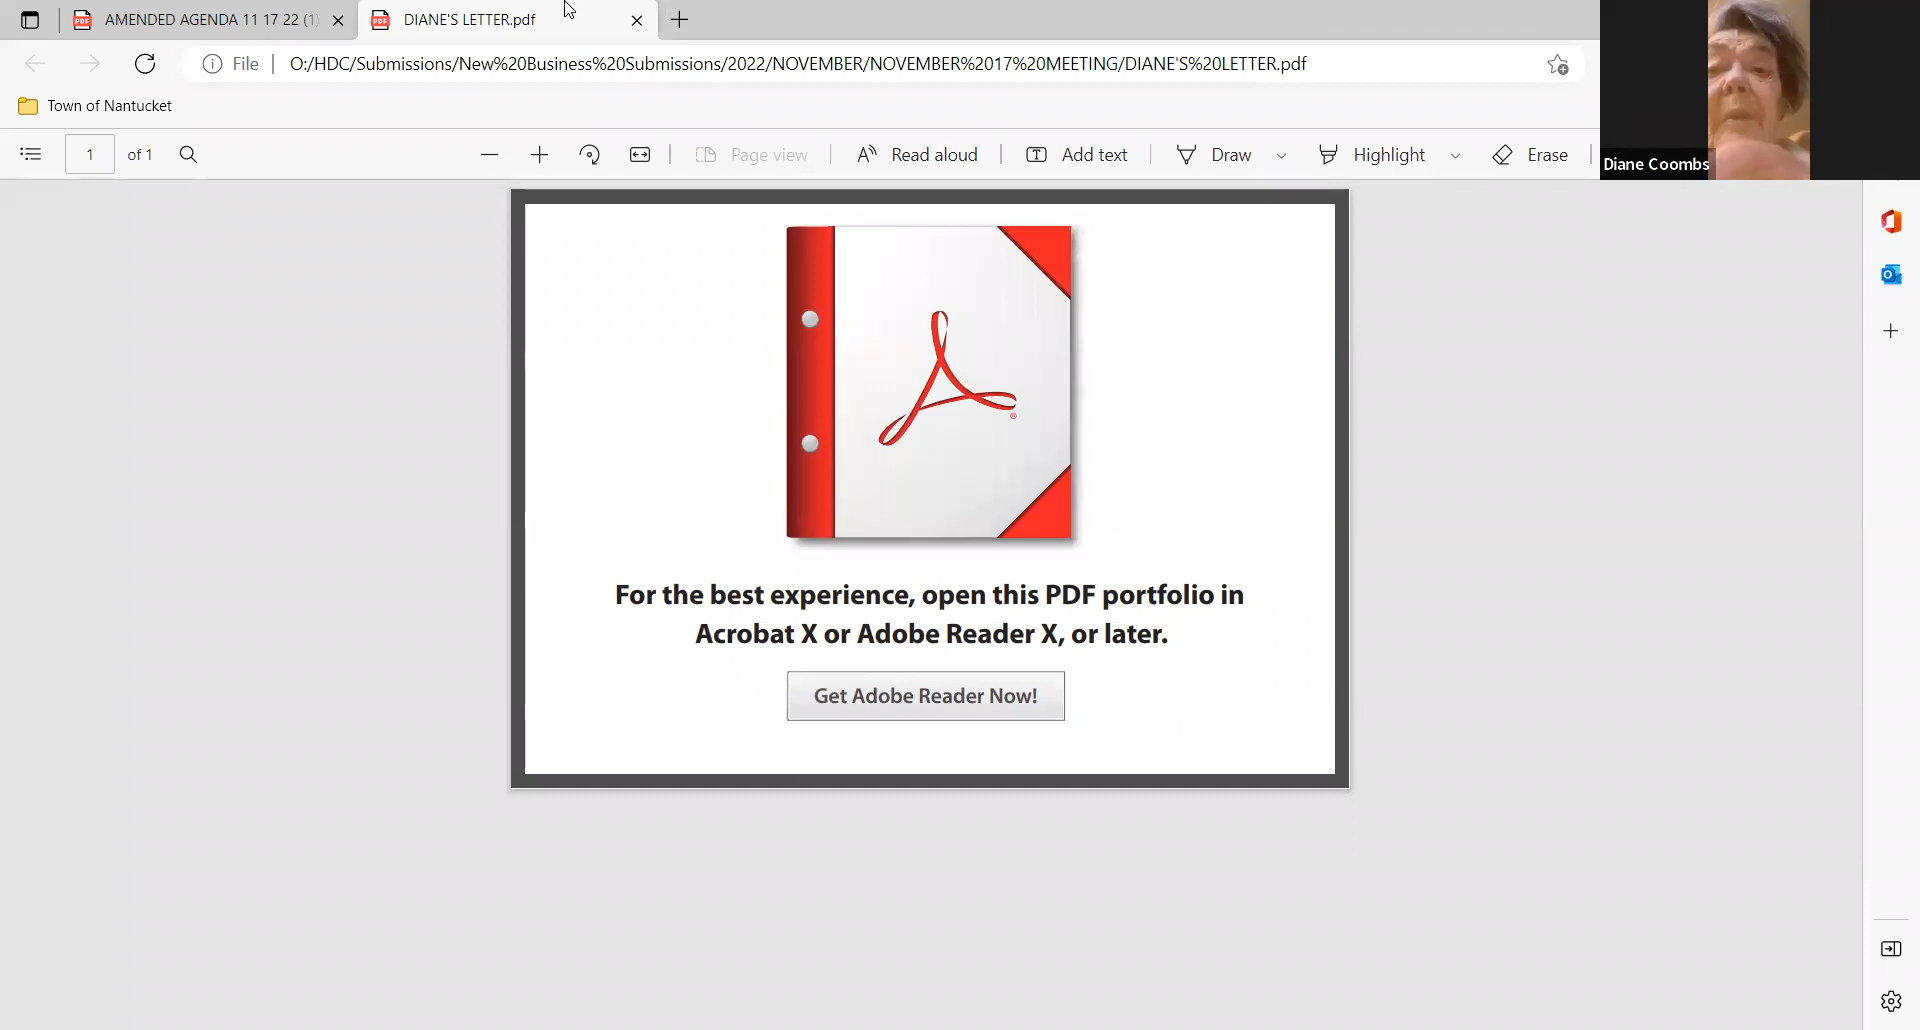 AMENDED AGENDA 11 17 22 (1)
DIANE'S LETTER.pdf
File
O:/HDC/Submissions/New%20Business%20Submissions/2022/NOVEMBER/NOVEMBER%2017%20MEETING/DIANE'S%20LETTER.pdf
Town of Nantucket
1 of 1
Page view
Read aloud
Add text
Draw
Highlight
Erase
Diane Coombs
For the best experience, open this PDF portfolio in
Acrobat X or Adobe Reader X, or later.
Get Adobe Reader Now!